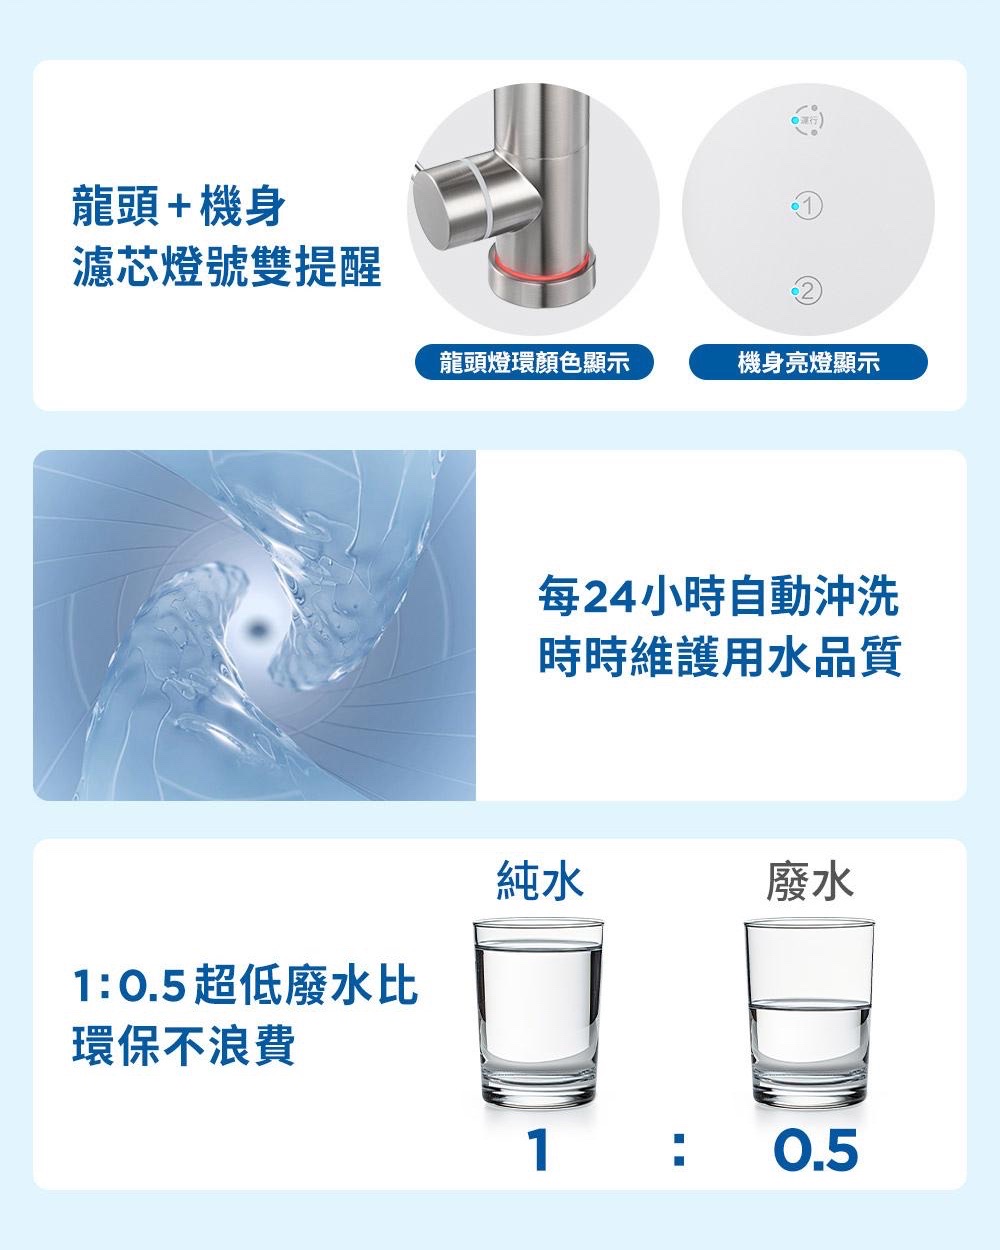 龍頭+機身
濾芯燈號雙提醒
運行
1
2
龍頭燈環顏色顯示
機身亮燈顯示
每24小時自動沖洗
時時維護用水品質
純水
廢水
1:0.5超低廢水比
環保不浪費
1 : 0.5